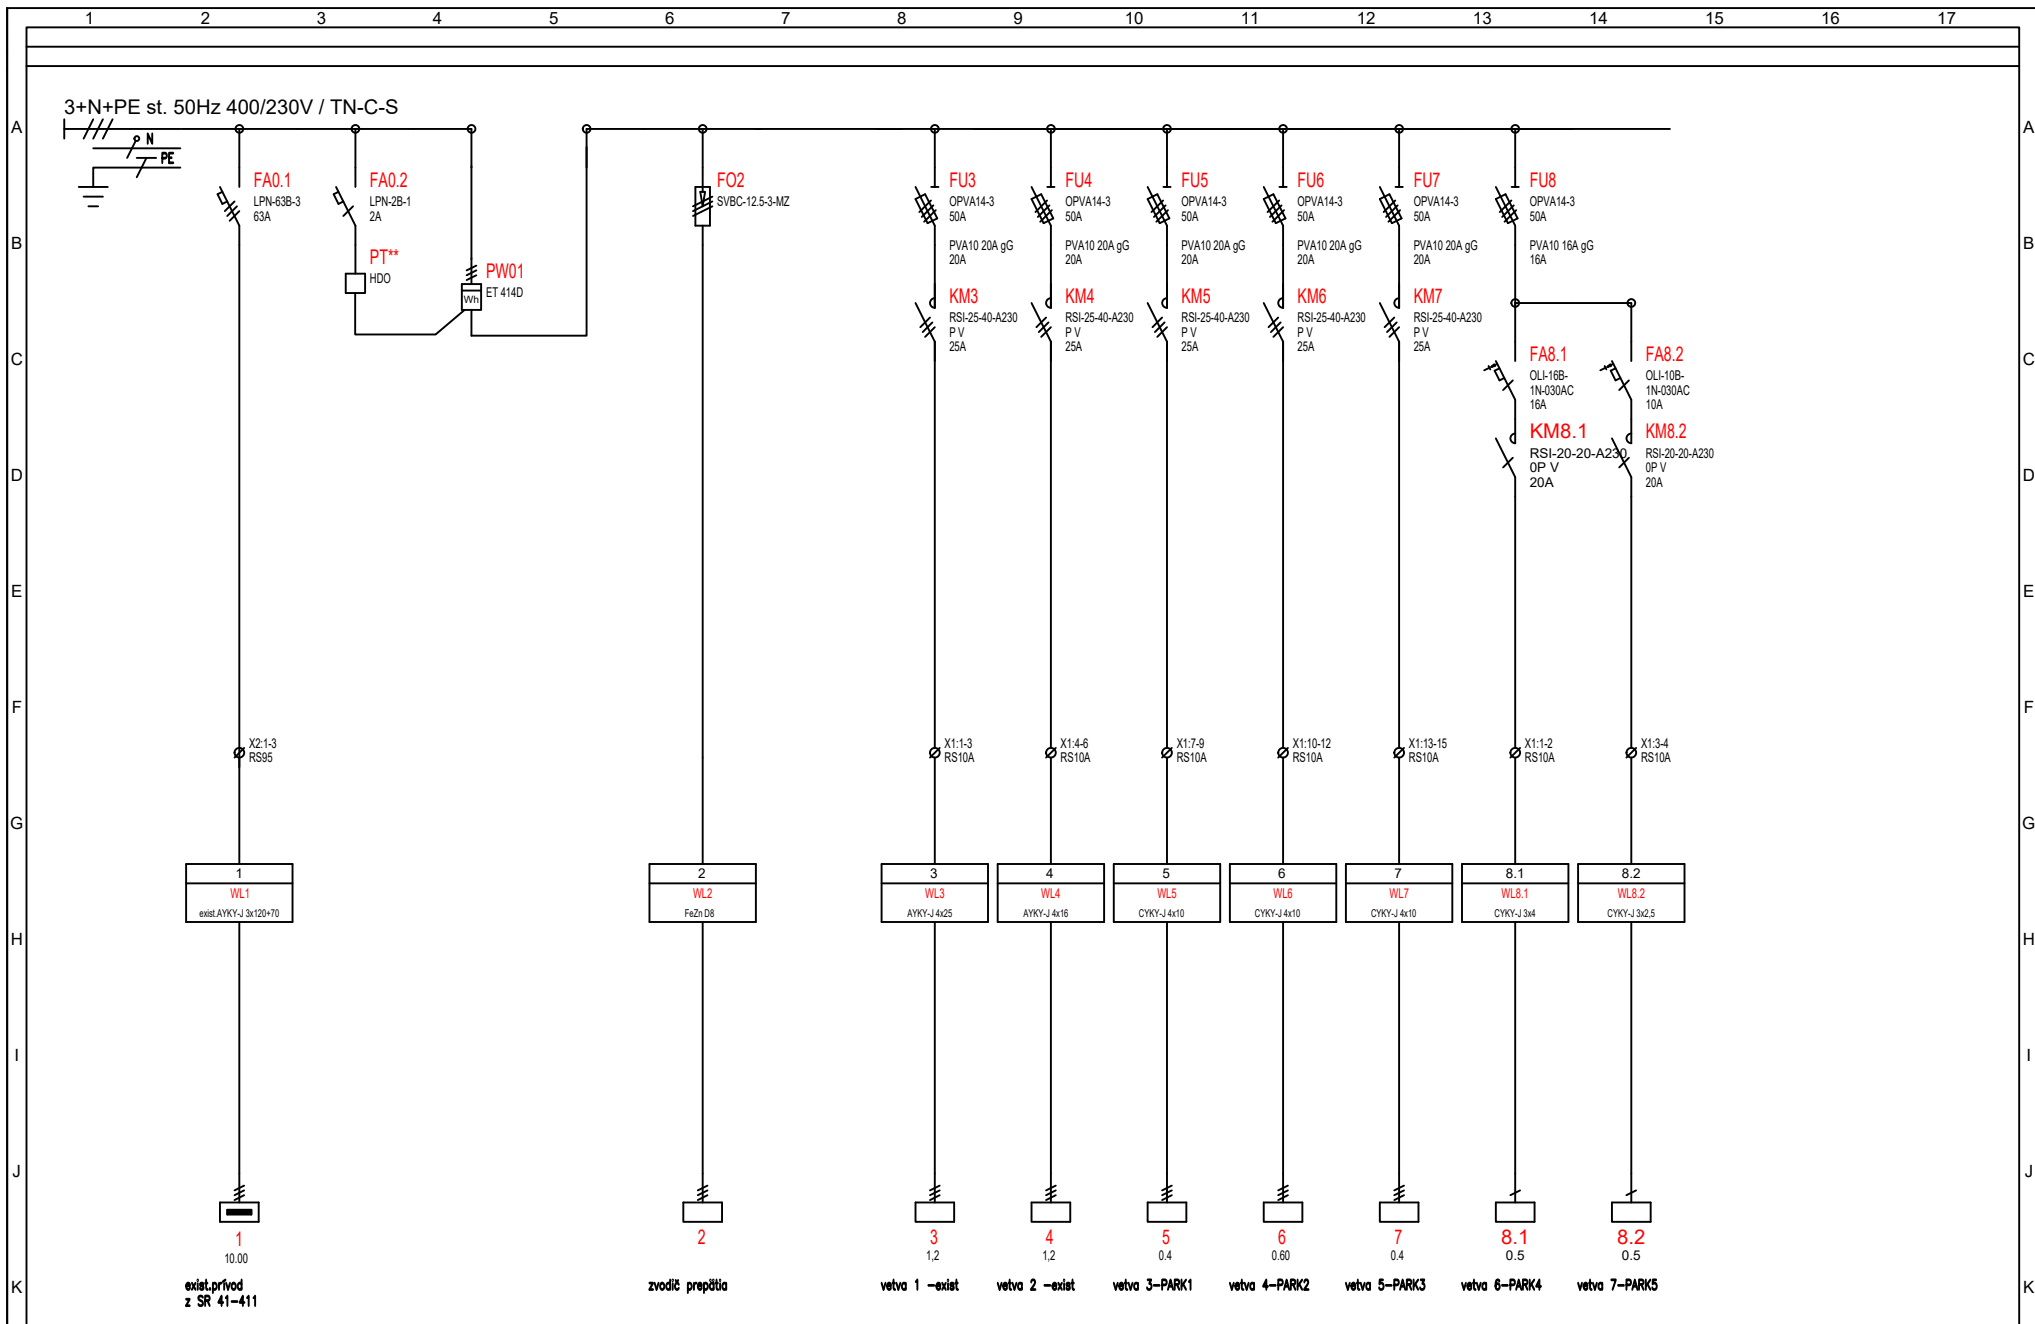 1 2 3 4 5 6 7 8 9 10 11 12 13 14 15 16 17
3+N+PE st. 50Hz 400/230V / TN-C-S
A A
N
PE
FA0.1
LPN-63B-3
63A
FA0.2
LPN-2B-1
2A
PT**
HDO
PW01
ET 414D
Wh
FO2
SVBC-12.5-3-MZ
FU3
OPVA14-3
50A
PVA10 20A gG
20A
KM3
RSI-25-40-A230
P V
25A
FU4
OPVA14-3
50A
PVA10 20A gG
20A
KM4
RSI-25-40-A230
P V
25A
FU5
OPVA14-3
50A
PVA10 20A gG
20A
KM5
RSI-25-40-A230
P V
25A
FU6
OPVA14-3
50A
PVA10 20A gG
20A
KM6
RSI-25-40-A230
P V
25A
FU7
OPVA14-3
50A
PVA10 20A gG
20A
KM7
RSI-25-40-A230
P V
25A
FU8
OPVA14-3
50A
PVA10 16A gG
16A
B B
C C
FA8.1
OLI-16B-
1N-030AC
16A
KM8.1
RSI-20-20-A230
0P V
20A
FA8.2
OLI-10B-
1N-030AC
10A
KM8.2
RSI-20-20-A230
0P V
20A
D D
E E
F F
X2:1-3
RS95
X1:1-3
RS10A
X1:4-6
RS10A
X1:7-9
RS10A
X1:10-12
RS10A
X1:13-15
RS10A
X1:1-2
RS10A
X1:3-4
RS10A
G G
1
WL1
exist.AYKY-J 3x120+70
2
WL2
FeZn D8
3
WL3
AYKY-J 4x25
4
WL4
AYKY-J 4x16
5
WL5
CYKY-J 4x10
6
WL6
CYKY-J 4x10
7
WL7
CYKY-J 4x10
8.1
WL8.1
CYKY-J 3x4
8.2
WL8.2
CYKY-J 3x2,5
H H
I I
J J
1
10.00
exist.prívod
z SR 41-411
2
zvodič prepätia
3
1,2
vetva 1 -exist
4
1,2
vetva 2 -exist
5
0.4
vetva 3-PARK1
6
0.60
vetva 4-PARK2
7
0.4
vetva 5-PARK3
8.1
0.5
vetva 6-PARK4
8.2
0.5
vetva 7-PARK5
K K